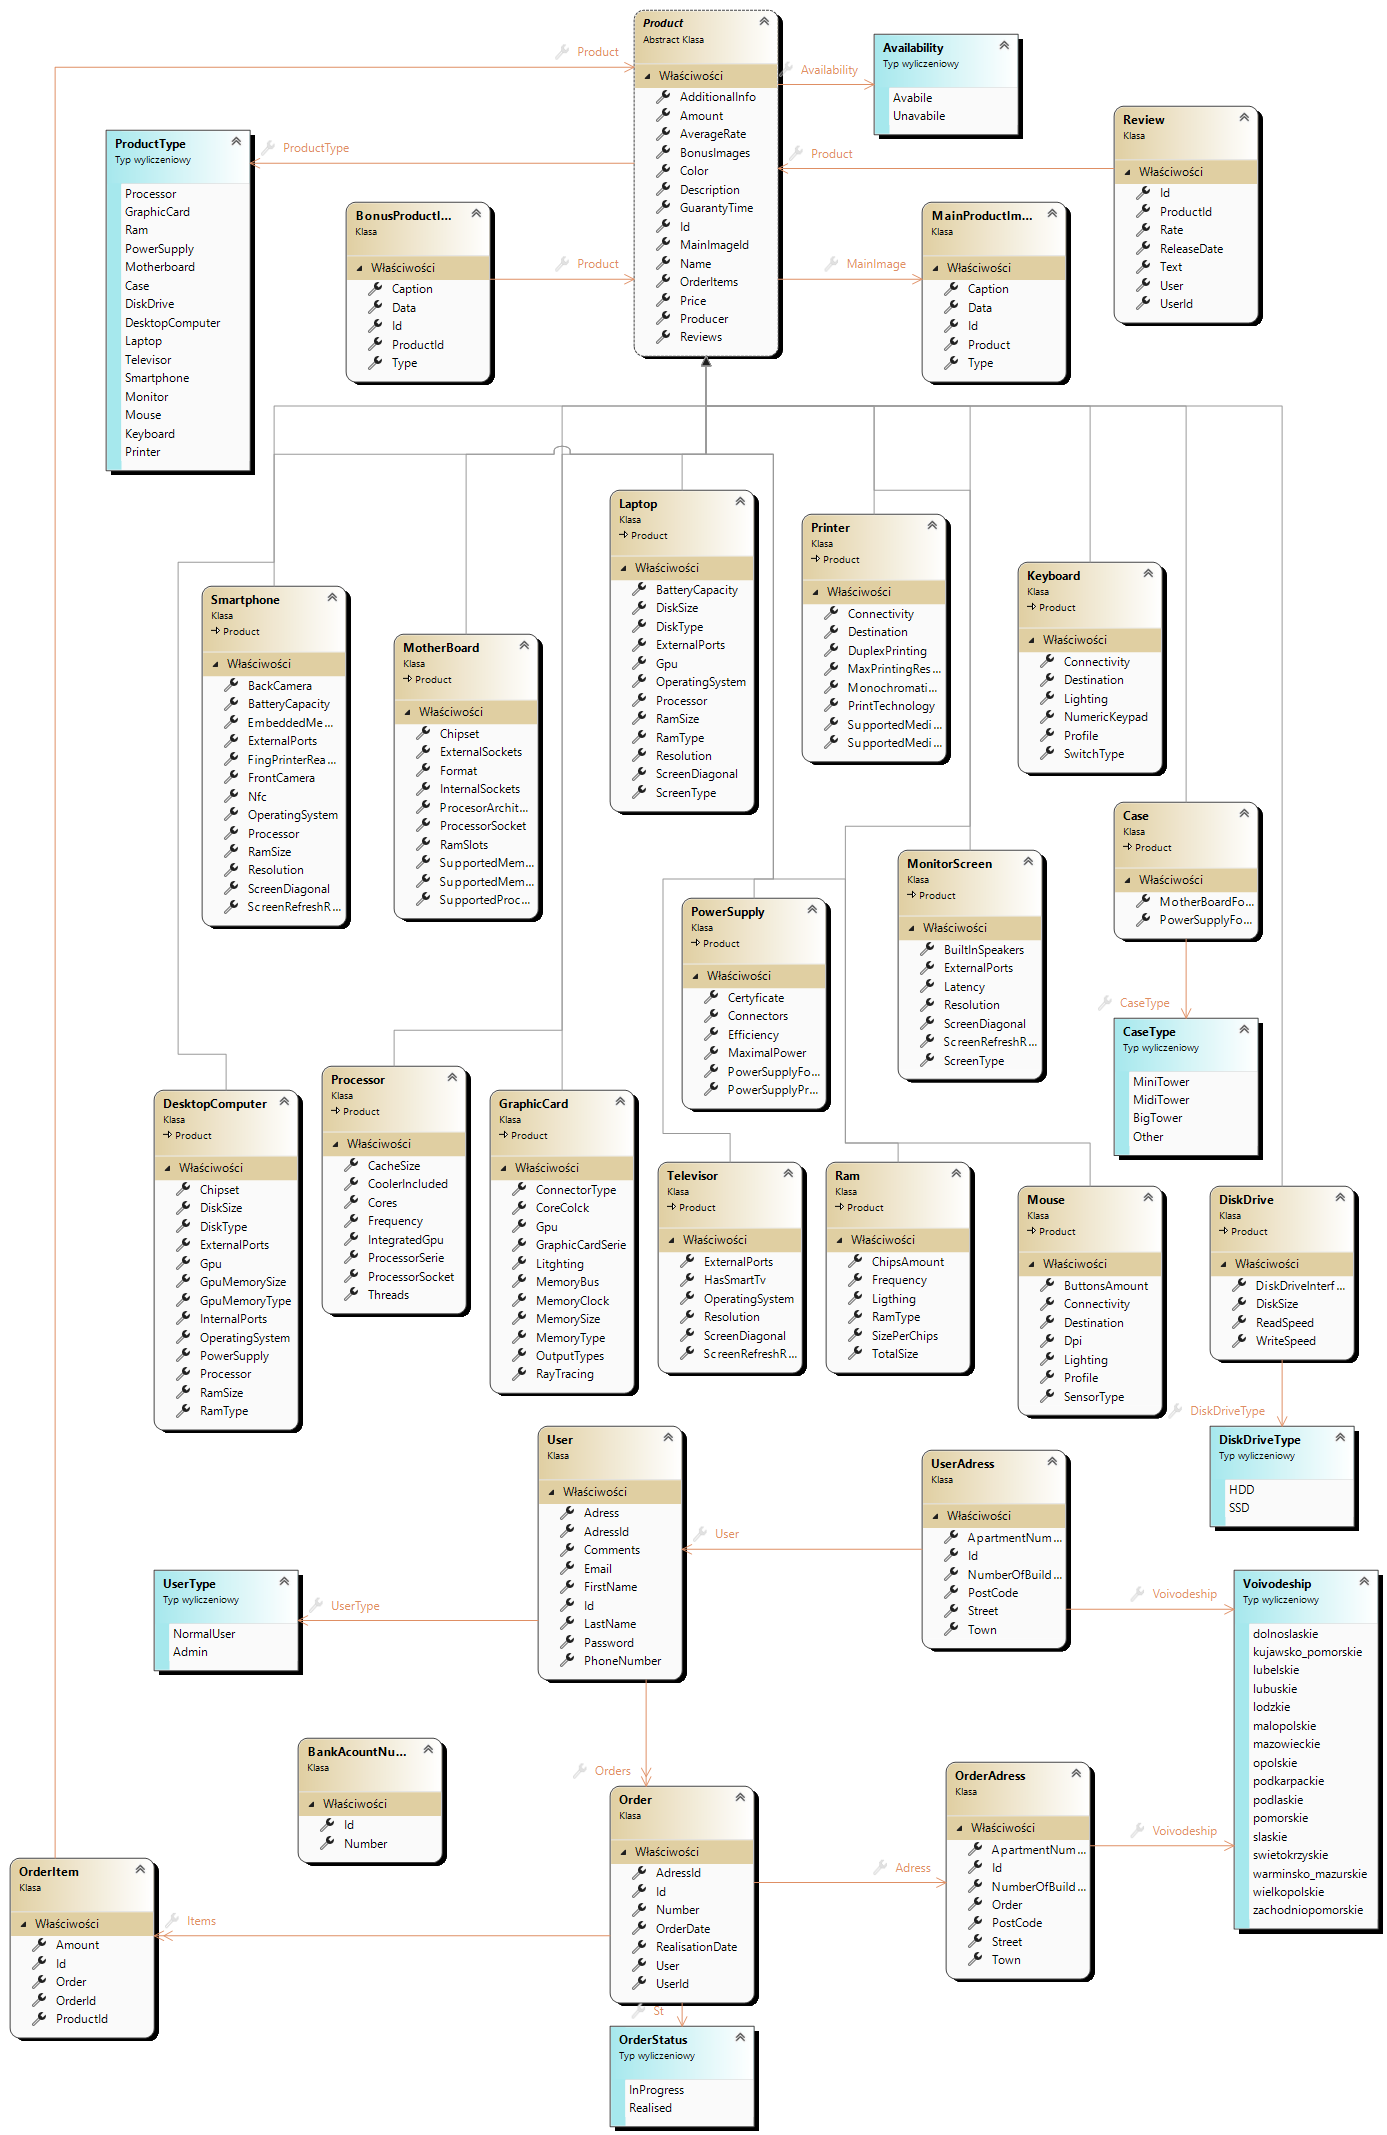 Product
Abstract Klasa
Właściwości
AdditionalInfo
Amount
AverageRate
BonusImages
Color
Description
GuarantyTime
Id
MainImageId
Name
OrderItems
Price
Producer
Reviews
Product
Availability
Availability
Typ wyliczeniowy
Avabile
Unavabile
Review
Klasa
Właściwości
Id
ProductId
Rate
ReleaseDate
Text
User
UserId
Product
ProductType
ProductType
Typ wyliczeniowy
Processor
GraphicCard
Ram
PowerSupply
Motherboard
Case
DiskDrive
DesktopComputer
Laptop
Televisor
Smartphone
Monitor
Mouse
Keyboard
Printer
BonusProductI...
Klasa
Właściwości
Caption
Data
Id
ProductId
Type
Product
MainImage
MainProductIm...
Klasa
Właściwości
Caption
Data
Id
Product
Type
Smartphone
Klasa
Product
Właściwości
BackCamera
BatteryCapacity
EmbeddedMe...
ExternalPorts
FingPrinterRea...
FrontCamera
Nfc
OperatingSystem
Processor
RamSize
Resolution
ScreenDiagonal
ScreenRefreshR...
MotherBoard
Klasa
Product
Właściwości
Chipset
ExternalSockets
Format
InternalSockets
ProcesorArchit...
ProcessorSocket
RamSlots
SupportedMem...
SupportedMem...
SupportedProc...
Laptop
Klasa
Product
Właściwości
BatteryCapacity
DiskSize
DiskType
ExternalPorts
Gpu
OperatingSystem
Processor
RamSize
RamType
Resolution
ScreenDiagonal
ScreenType
Printer
Klasa
Product
Właściwości
Connectivity
Destination
DuplexPrinting
MaxPrintingRes...
Monochromati...
PrintTechnology
SupportedMedi...
SupportedMedi...
Keyboard
Klasa
Product
Właściwości
Connectivity
Destination
Lighting
NumericKeypad
Profile
SwitchType
Case
Klasa
Product
Właściwości
MotherBoardFo...
PowerSupplyFo...
CaseType
CaseType
Typ wyliczeniowy
MiniTower
MidiTower
BigTower
Other
PowerSupply
Klasa
Product
Właściwości
Certyficate
Connectors
Efficiency
MaximalPower
PowerSupplyFo...
PowerSupplyPr...
MonitorScreen
Klasa
Product
Właściwości
BuiltInSpeakers
ExternalPorts
Latency
Resolution
ScreenDiagonal
ScreenRefreshR...
ScreenType
DesktopComputer
Klasa
Product
Właściwości
Chipset
DiskSize
DiskType
ExternalPorts
Gpu
GpuMemorySize
GpuMemoryType
InternalPorts
OperatingSystem
PowerSupply
Processor
RamSize
RamType
Processor
Klasa
Product
Właściwości
CacheSize
CoolerIncluded
Cores
Frequency
IntegratedGpu
ProcessorSerie
ProcessorSocket
Threads
GraphicCard
Klasa
Product
Właściwości
ConnectorType
CoreColck
Gpu
GraphicCardSerie
Litghting
MemoryBus
MemoryClock
MemorySize
MemoryType
OutputTypes
RayTracing
Televisor
Klasa
Product
Właściwości
ExternalPorts
HasSmartTv
OperatingSystem
Resolution
ScreenDiagonal
ScreenRefreshR...
Ram
Klasa
Product
Właściwości
ChipsAmount
Frequency
Ligthing
RamType
SizePerChips
TotalSize
Mouse
Klasa
Product
Właściwości
ButtonsAmount
Connectivity
Destination
Dpi
Lighting
Profile
SensorType
DiskDrive
Klasa
Product
Właściwości
DiskDriveInterf...
DiskSize
ReadSpeed
WriteSpeed
DiskDriveType
DiskDriveType
Typ wyliczeniowy
HDD
SSD
User
Klasa
Właściwości
Adress
AdressId
Comments
Email
FirstName
Id
LastName
Password
PhoneNumber
User
UserAdress
Klasa
Właściwości
ApartmentNum...
Id
NumberOfBuild...
PostCode
Street
Town
UserType
UserType
Typ wyliczeniowy
NormalUser
Admin
Voivodeship
Voivodeship
Typ wyliczeniowy
dolnoslaskie
kujawsko_pomorskie
lubelskie
lubuskie
lodzkie
malopolskie
mazowieckie
opolskie
podkarpackie
podlaskie
pomorskie
slaskie
swietokrzyskie
warminsko_mazurskie
wielkopolskie
zachodniopomorskie
BankAcountNu...
Klasa
Właściwości
Id
Number
Orders
Order
Klasa
Właściwości
AdressId
Id
Number
OrderDate
RealisationDate
User
UserId
Adress
OrderAdress
Klasa
Właściwości
ApartmentNum...
Id
NumberOfBuild...
Order
PostCode
Street
Town
Voivodeship
OrderItem
Klasa
Właściwości
Amount
Id
Order
OrderId
ProductId
Items
St
OrderStatus
Typ wyliczeniowy
InProgress
Realised